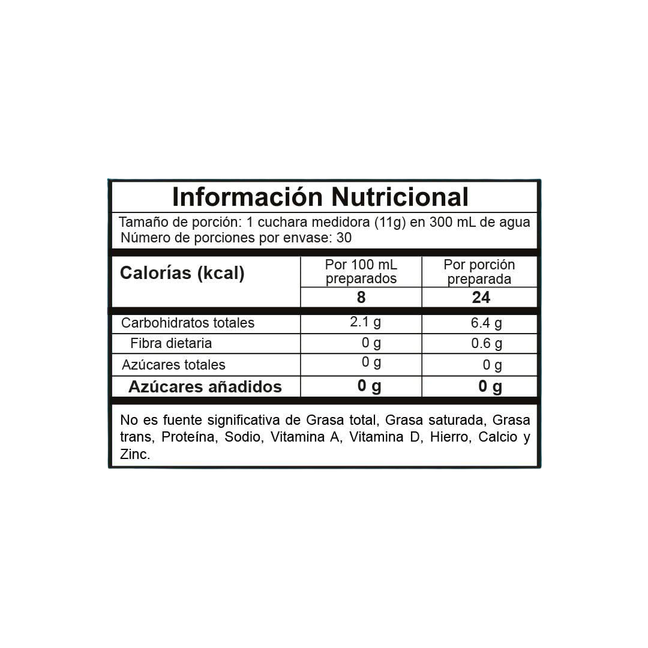 Información Nutricional
Tamaño de porción: 1 cuchara medidora (11g) en 300 mL de agua
Número de porciones por envase: 30
Calorías (kcal)
Por 100 mL preparados
Por porción preparada
8
24
Carbohidratos totales 2.1 g 6.4 g
Fibra dietaria 0 g 0.6 g
Azúcares totales 0 g 0 g
Azúcares añadidos 0 g 0 g
No es fuente significativa de Grasa total, Grasa saturada, Grasa
trans, Proteína, Sodio, Vitamina A, Vitamina D, Hierro, Calcio y
Zinc.